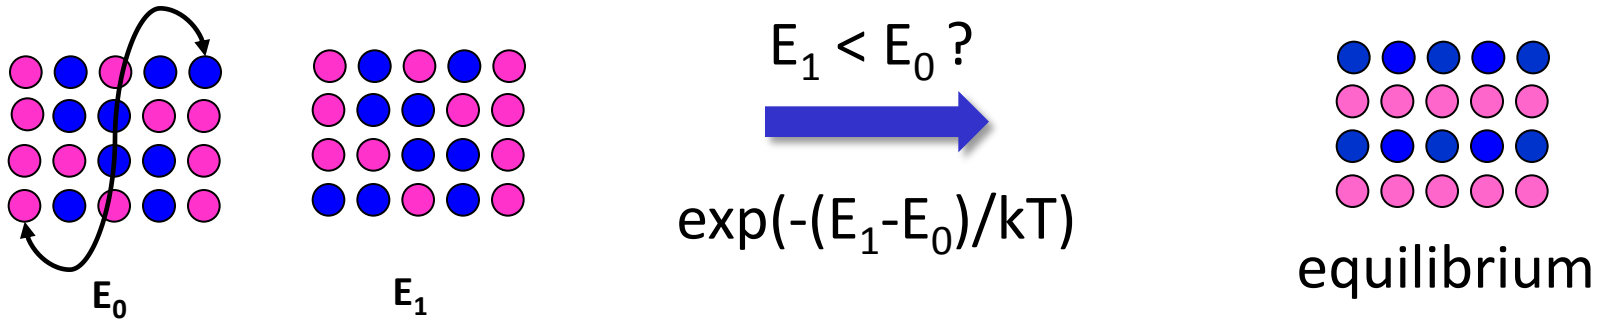 E₀
E₁
E₁ < E₀ ?
exp(-(E₁-E₀)/kT)
equilibrium